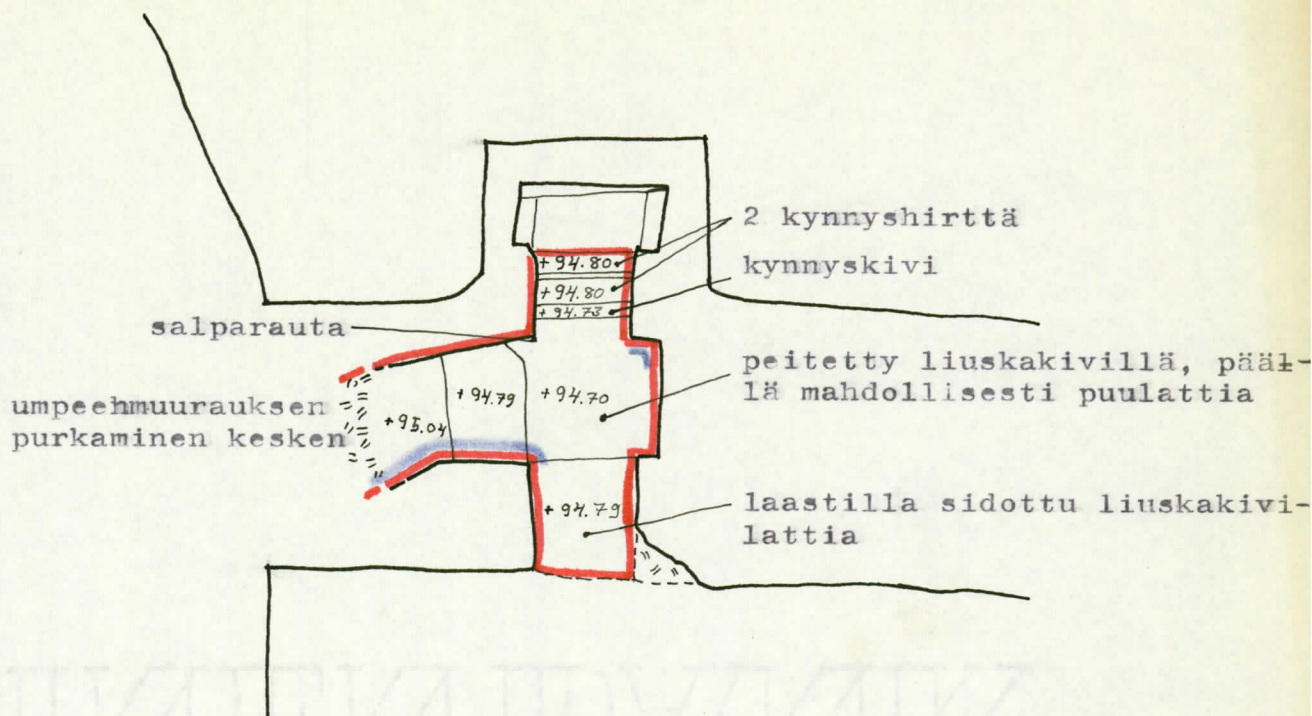 2 kynnyshirttä
+ 94.80
kynnyskivi
+ 94.80
+ 94.73
salparauta
peitetty liuskakivillä, pääl-
lä mahdollisesti puulattia
+ 94.79
+ 94.70
umpeehmuurauksen
purkaminen kesken
+ 95.04
laastilla sidottu liuskakivi-
lattia
+ 94.79